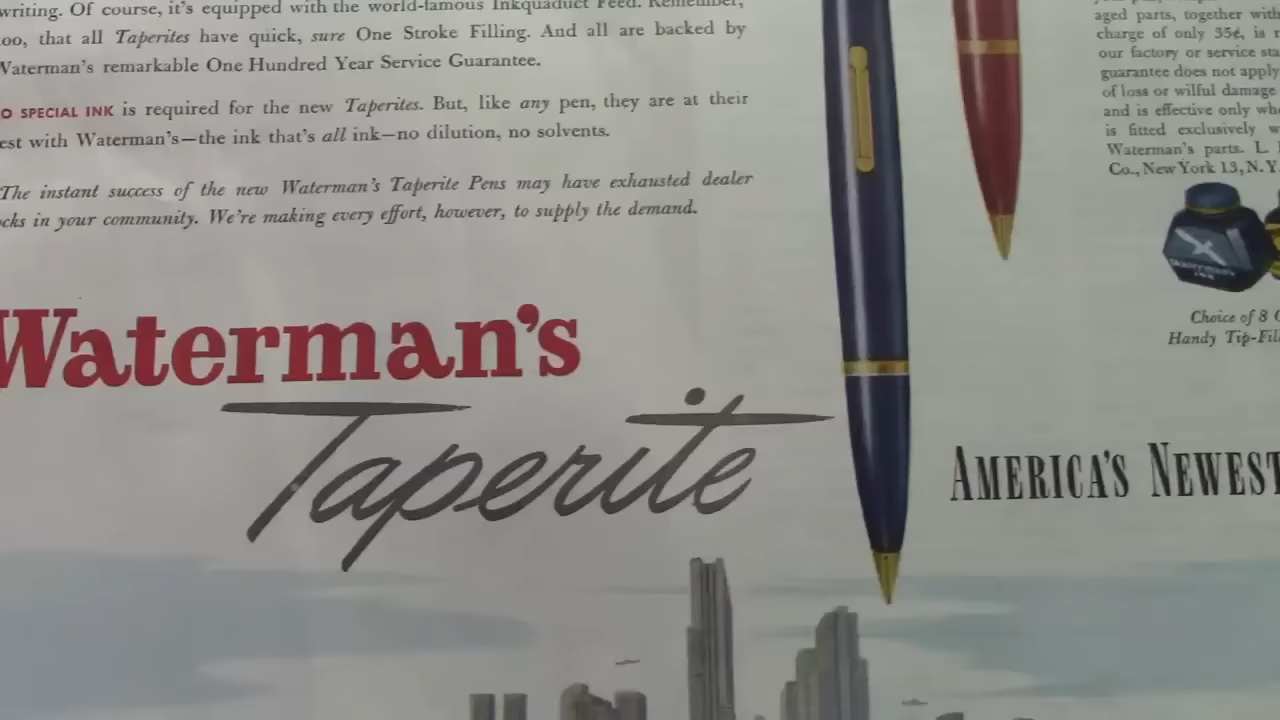 writing. Of course, it's equipped with the world-famous Inkquaduct Feed. Remember,
too, that all Taperites have quick, sure One Stroke Filling. And all are backed by
Waterman's remarkable One Hundred Year Service Guarantee.
NO SPECIAL INK is required for the new Taperites. But, like any pen, they are at their
best with Waterman's—the ink that's all ink—no dilution, no solvents.
The instant success of the new Waterman's Taperite Pens may have exhausted dealer
stocks in your community. We're making every effort, however, to supply the demand.
Waterman's
Taperite
aged parts, together with
charge of only 35¢, is
our factory or service
guarantee does not apply
of loss or wilful damage
and is effective only
is fitted exclusively
Waterman's parts. L.
Co., New York 13, N. Y.
Waterman's
INK
Choice of 8
Handy
AMERICA'S NEWEST